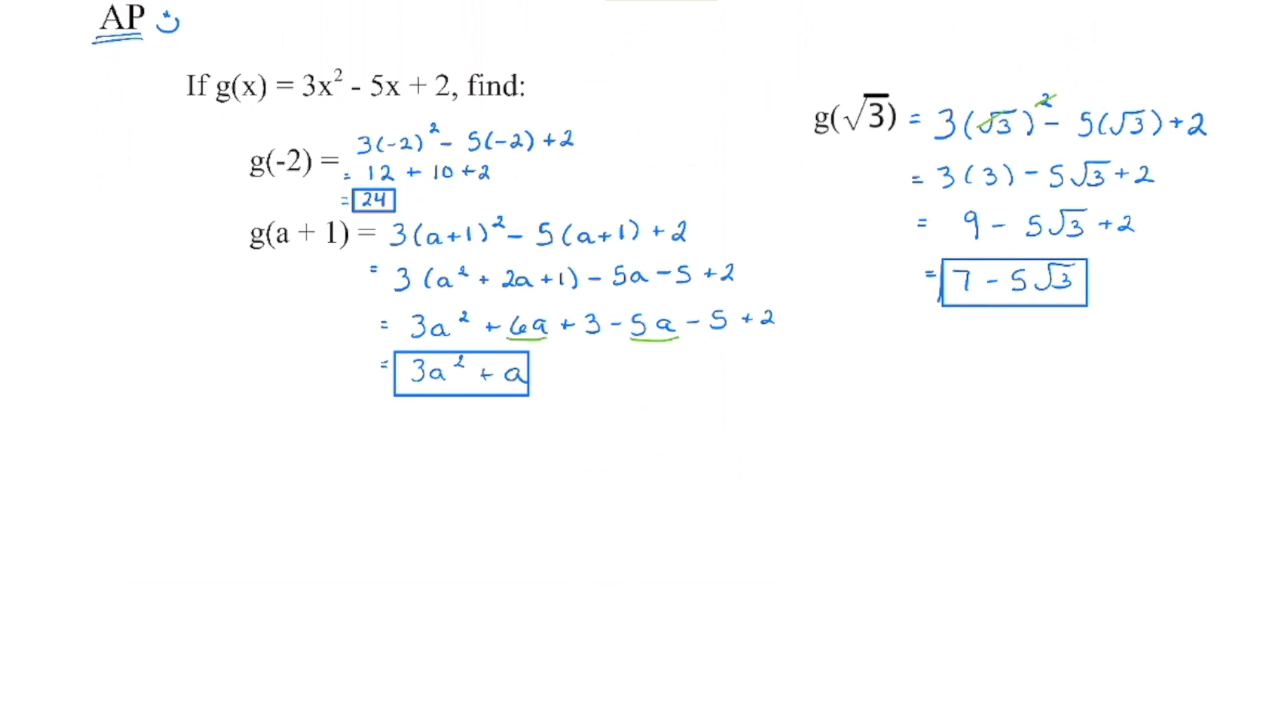 AP
If g(x) = 3x² - 5x + 2, find:
g(-2) = 3(-2)² - 5(-2) + 2
= 12 + 10 + 2
= 24
g(a + 1) = 3(a+1)² - 5(a+1) + 2
= 3(a² + 2a + 1) - 5a - 5 + 2
= 3a² + 6a + 3 - 5a - 5 + 2
= 3a² + a
g(√3) = 3(√3)² - 5(√3) + 2
= 3(3) - 5√3 + 2
= 9 - 5√3 + 2
= 7 - 5√3